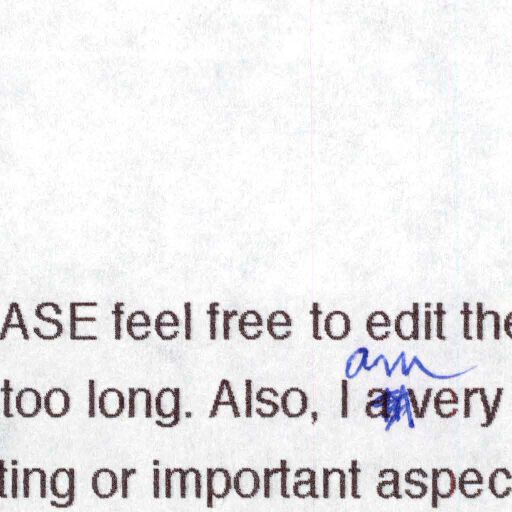 ASE feel free to edit the
am
too long. Also, I a very
ting or important aspec